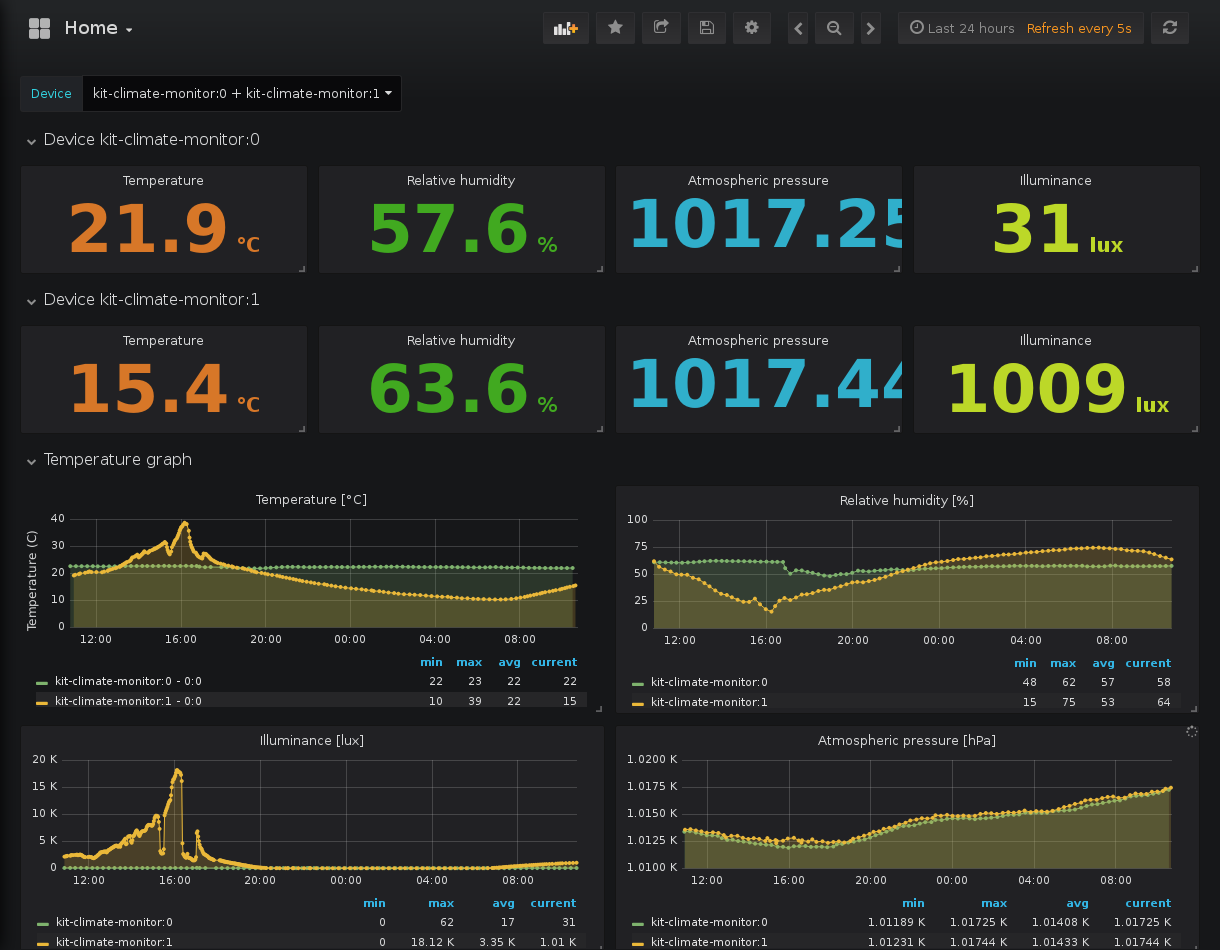 Home
Last 24 hours Refresh every 5s
Device kit-climate-monitor:0 + kit-climate-monitor:1
Device kit-climate-monitor:0
Temperature Relative humidity Atmospheric pressure Illuminance
21.9 °C 57.6 % 1017.25 31 lux
Device kit-climate-monitor:1
Temperature Relative humidity Atmospheric pressure Illuminance
15.4 °C 63.6 % 1017.44 1009 lux
Temperature graph
Temperature [°C]
Temperature (C)
40
30
20
10
0
12:00 16:00 20:00 00:00 04:00 08:00
min max avg current
kit-climate-monitor:0 - 0:0 22 23 22 22
kit-climate-monitor:1 - 0:0 10 39 22 15
Relative humidity [%]
100
75
50
25
0
12:00 16:00 20:00 00:00 04:00 08:00
min max avg current
kit-climate-monitor:0 48 62 57 58
kit-climate-monitor:1 15 75 53 64
Illuminance [lux]
20 K
15 K
10 K
5 K
0
12:00 16:00 20:00 00:00 04:00 08:00
min max avg current
kit-climate-monitor:0 0 62 17 31
kit-climate-monitor:1 0 18.12 K 3.35 K 1.01 K
Atmospheric pressure [hPa]
1.0200 K
1.0175 K
1.0150 K
1.0125 K
1.0100 K
12:00 16:00 20:00 00:00 04:00 08:00
min max avg current
kit-climate-monitor:0 1.01189 K 1.01725 K 1.01408 K 1.01725 K
kit-climate-monitor:1 1.01231 K 1.01744 K 1.01433 K 1.01744 K